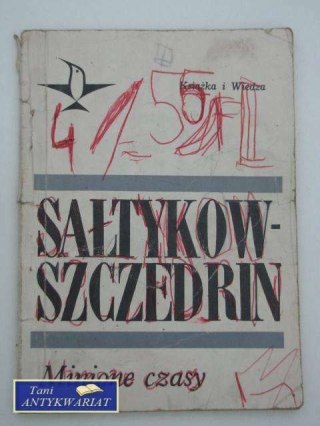 Książka i Wiedza
SAŁTYKOW-
SZCZEDRIN
Minione czasy
Tani
ANTYKWARIAT